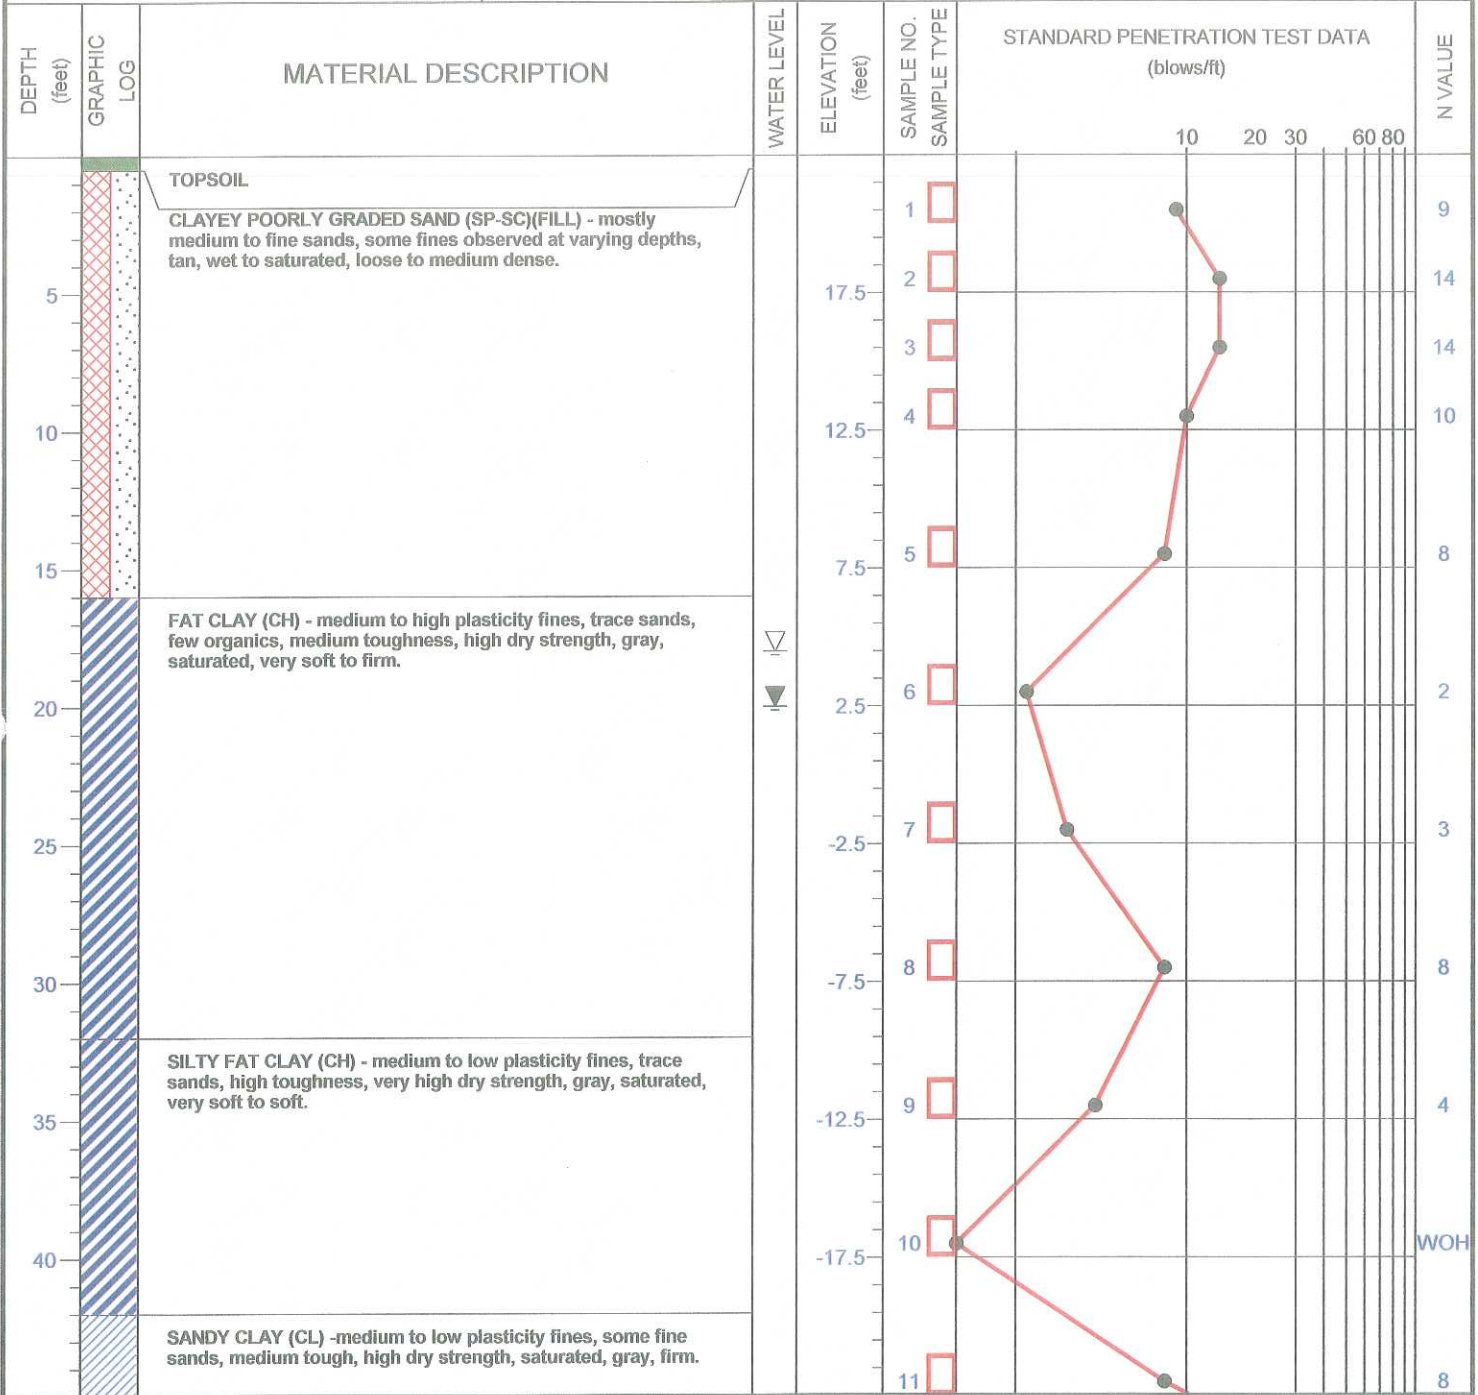 DEPTH
(feet)
GRAPHIC
LOG
MATERIAL DESCRIPTION
WATER LEVEL
ELEVATION
(feet)
SAMPLE NO.
SAMPLE TYPE
STANDARD PENETRATION TEST DATA
(blows/ft)
N VALUE
10 20 30 60 80
TOPSOIL
1 9
CLAYEY POORLY GRADED SAND (SP-SC)(FILL) - mostly
medium to fine sands, some fines observed at varying depths,
tan, wet to saturated, loose to medium dense.
2 14
5 17.5
3 14
4 10
10 12.5
5 8
15 7.5
FAT CLAY (CH) - medium to high plasticity fines, trace sands,
few organics, medium toughness, high dry strength, gray,
saturated, very soft to firm.
6 2
20 2.5
7 3
25 -2.5
8 8
30 -7.5
SILTY FAT CLAY (CH) - medium to low plasticity fines, trace
sands, high toughness, very high dry strength, gray, saturated,
very soft to soft.
9 4
35 -12.5
10 WOH
40 -17.5
SANDY CLAY (CL) -medium to low plasticity fines, some fine
sands, medium tough, high dry strength, saturated, gray, firm.
11 8